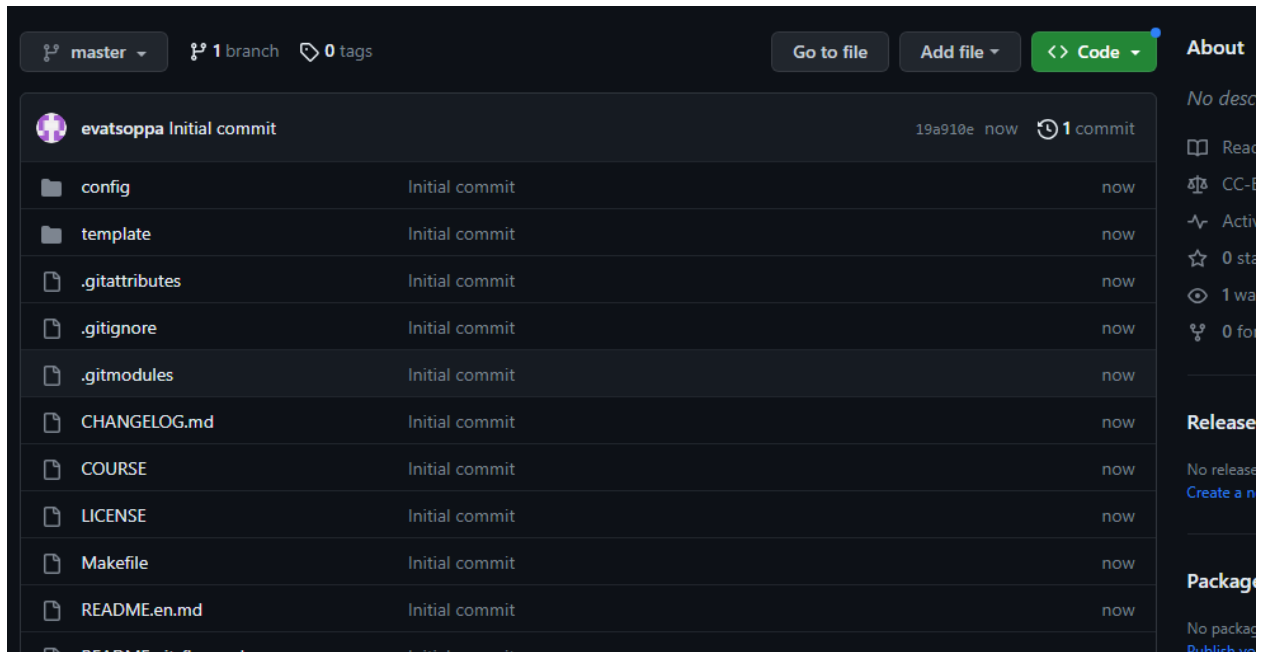 master 1 branch 0 tags Go to file Add file Code
evatsoppa Initial commit 19a910e now 1 commit
config Initial commit now
template Initial commit now
.gitattributes Initial commit now
.gitignore Initial commit now
.gitmodules Initial commit now
CHANGELOG.md Initial commit now
COURSE Initial commit now
LICENSE Initial commit now
Makefile Initial commit now
README.en.md Initial commit now
About
No desc
Read
CC-B
Activ
0 sta
1 wa
0 for
Release
No release
Create a n
Package
No packag